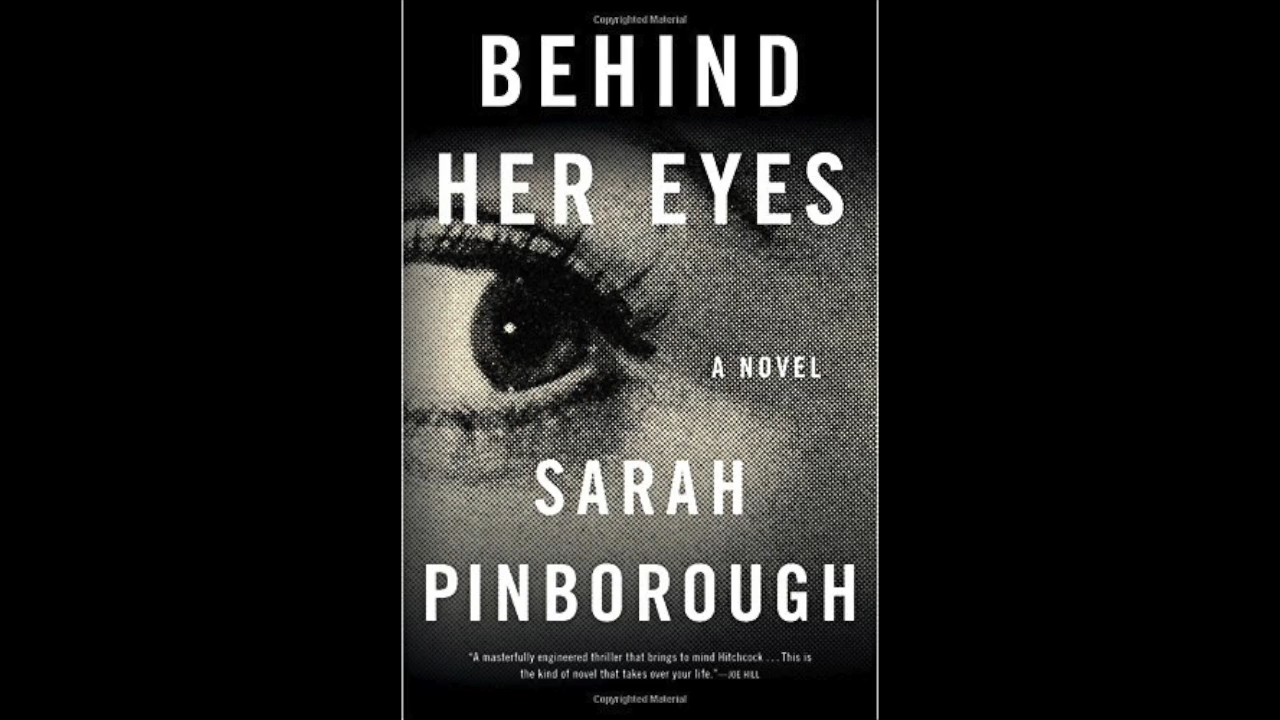 Copyrighted Material
BEHIND
HER EYES
A NOVEL
SARAH
PINBOROUGH
"A masterfully engineered thriller that brings to mind Hitchcock ... This is
the kind of novel that takes over your life."—JOE HILL
Copyrighted Material